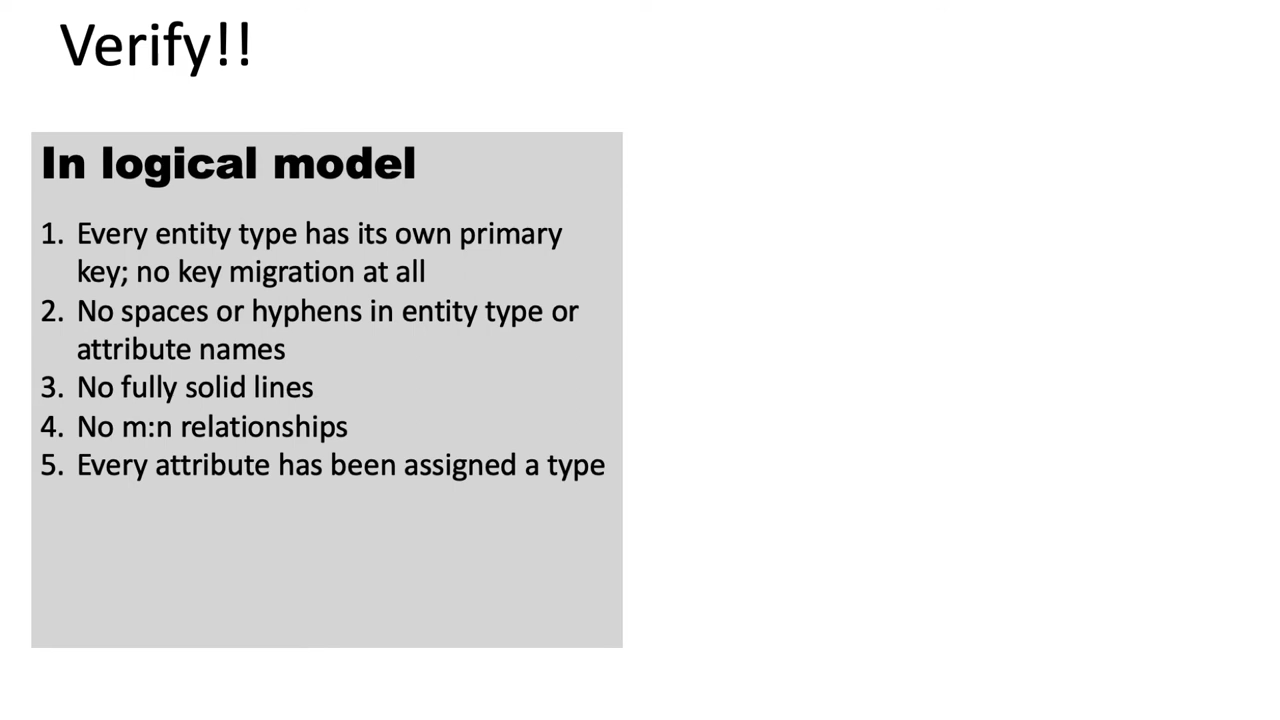 Verify!!
In logical model
1. Every entity type has its own primary
key; no key migration at all
2. No spaces or hyphens in entity type or
attribute names
3. No fully solid lines
4. No m:n relationships
5. Every attribute has been assigned a type